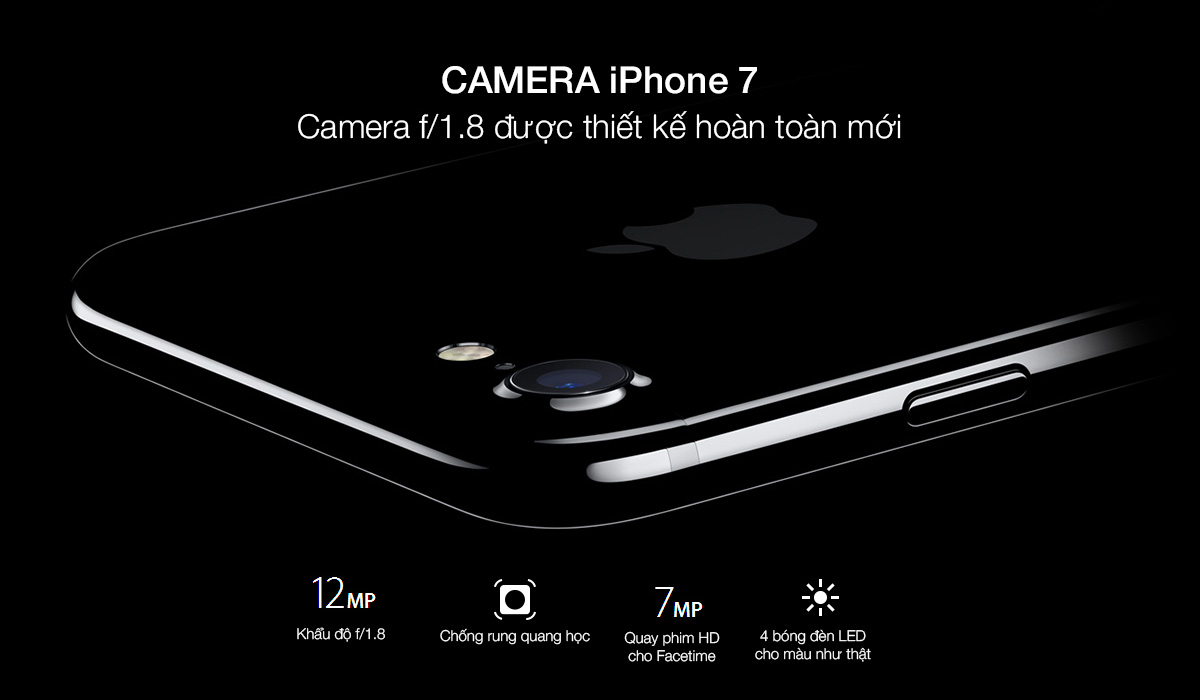 CAMERA iPhone 7
Camera f/1.8 được thiết kế hoàn toàn mới
12MP
Khẩu độ f/1.8
Chống rung quang học
7MP
Quay phim HD
cho Facetime
4 bóng đèn LED
cho màu như thật